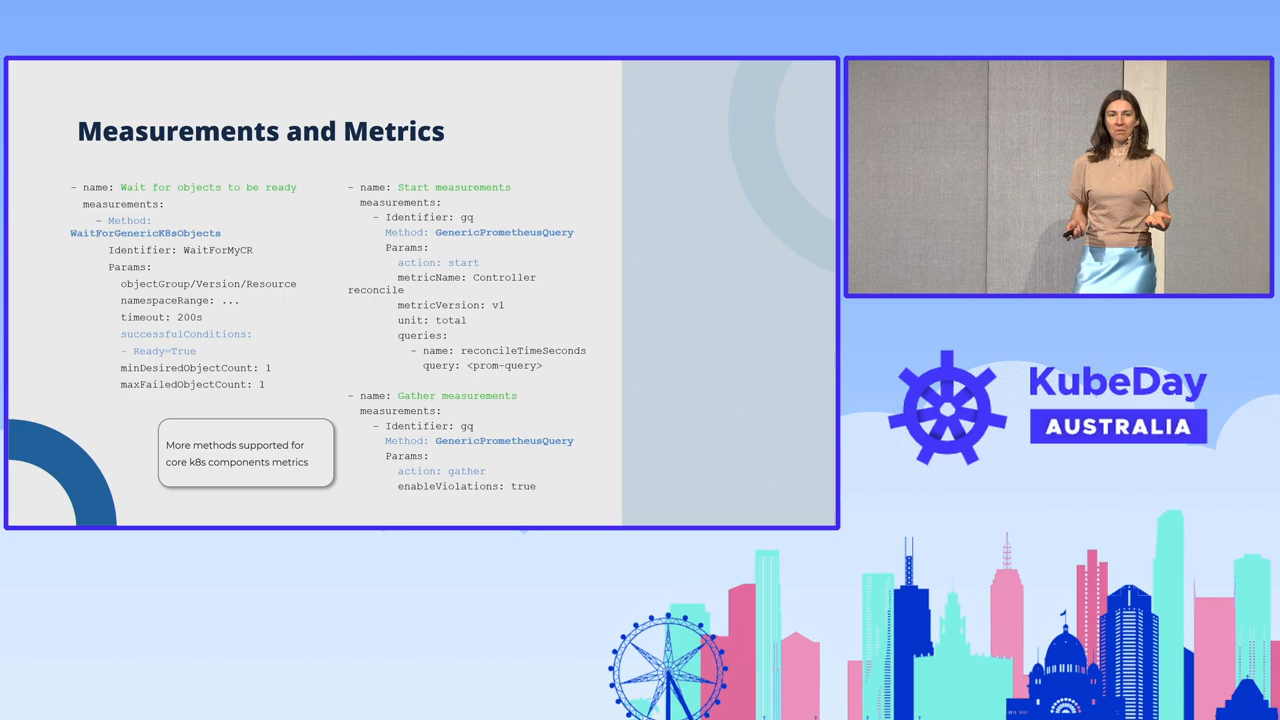 Measurements and Metrics
- name: Wait for objects to be ready
measurements:
- Method:
WaitForGenericK8sObjects
Identifier: WaitForMyCR
Params:
objectGroup/Version/Resource
namespaceRange: ...
timeout: 200s
successfulConditions:
- Ready=True
minDesiredObjectCount: 1
maxFailedObjectCount: 1
More methods supported for
core k8s components metrics
- name: Start measurements
measurements:
- Identifier: gq
Method: GenericPrometheusQuery
Params:
action: start
metricName: Controller
reconcile
metricVersion: v1
unit: total
queries:
- name: reconcileTimeSeconds
query: <prom-query>
- name: Gather measurements
measurements:
- Identifier: gq
Method: GenericPrometheusQuery
Params:
action: gather
enableViolations: true
KubeDay
AUSTRALIA